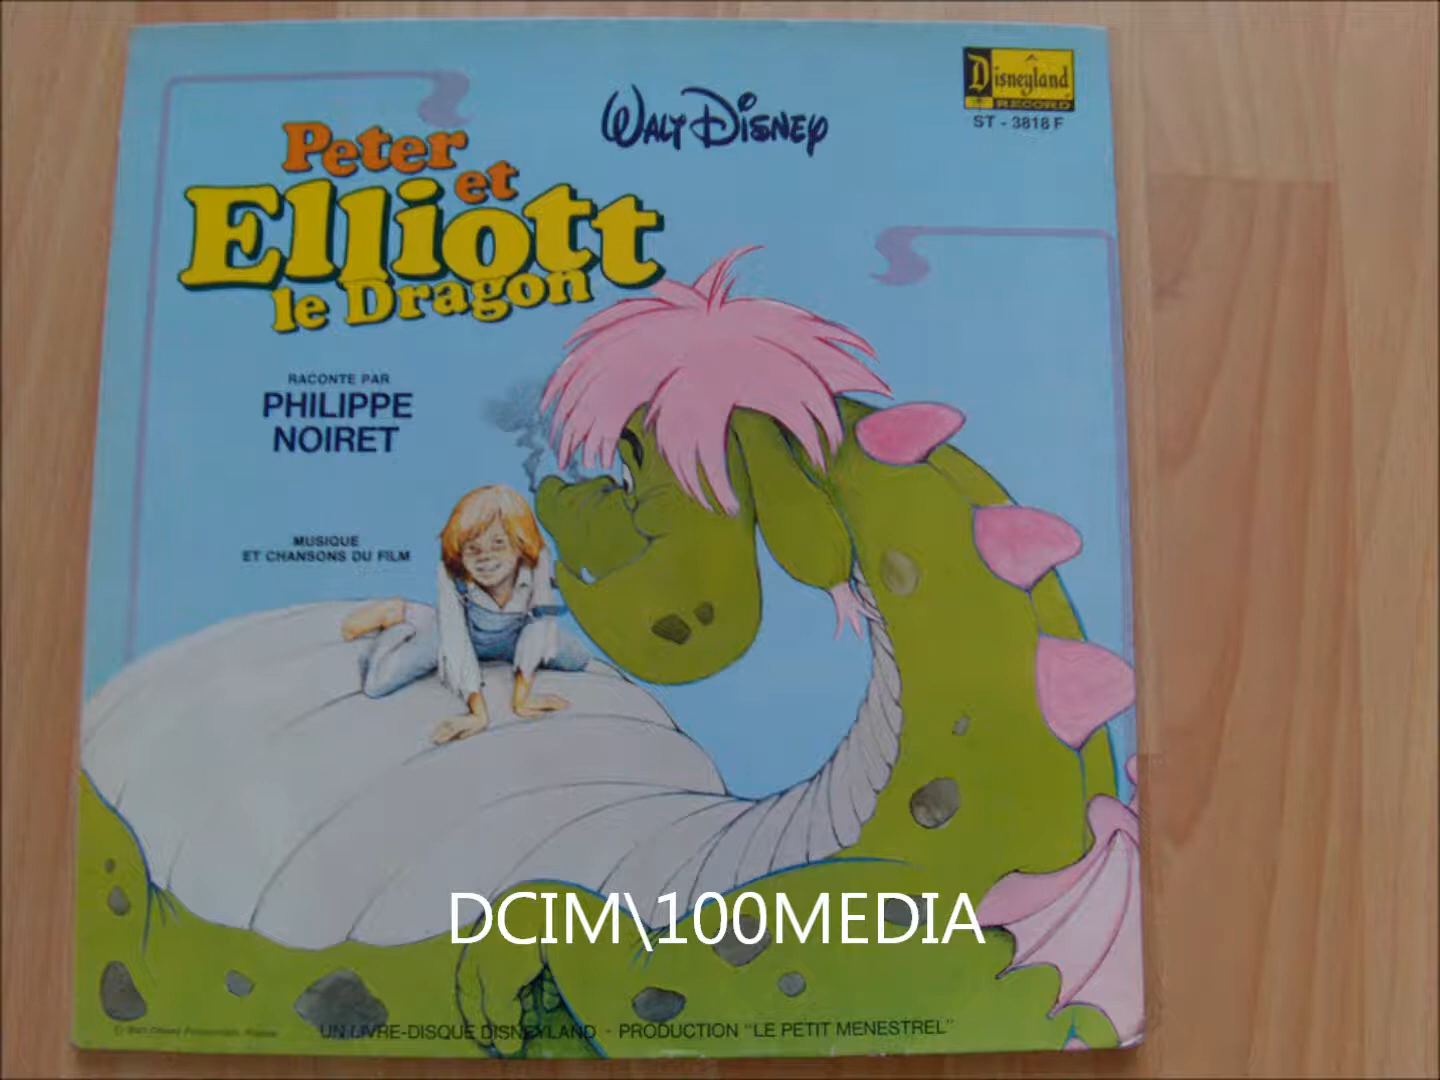 WALT DISNEY
Disneyland
RECORD
ST - 3818 F
Peter
et
Elliott
le Dragon
RACONTE PAR
PHILIPPE
NOIRET
MUSIQUE
ET CHANSONS DU FILM
DCIM\100MEDIA
UN LIVRE-DISQUE DISNEYLAND - PRODUCTION "LE PETIT MENESTREL"